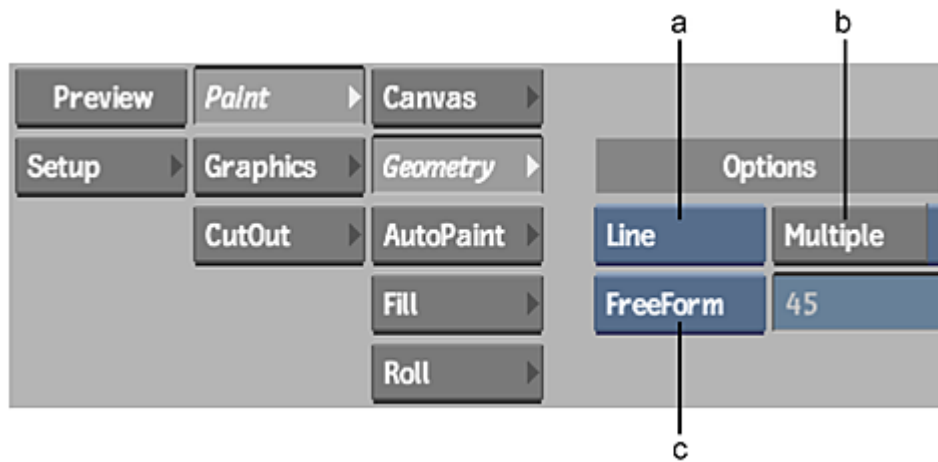 a b
Preview Paint Canvas
Setup Graphics Geometry Options
CutOut AutoPaint Line Multiple
Fill FreeForm 45
Roll
c